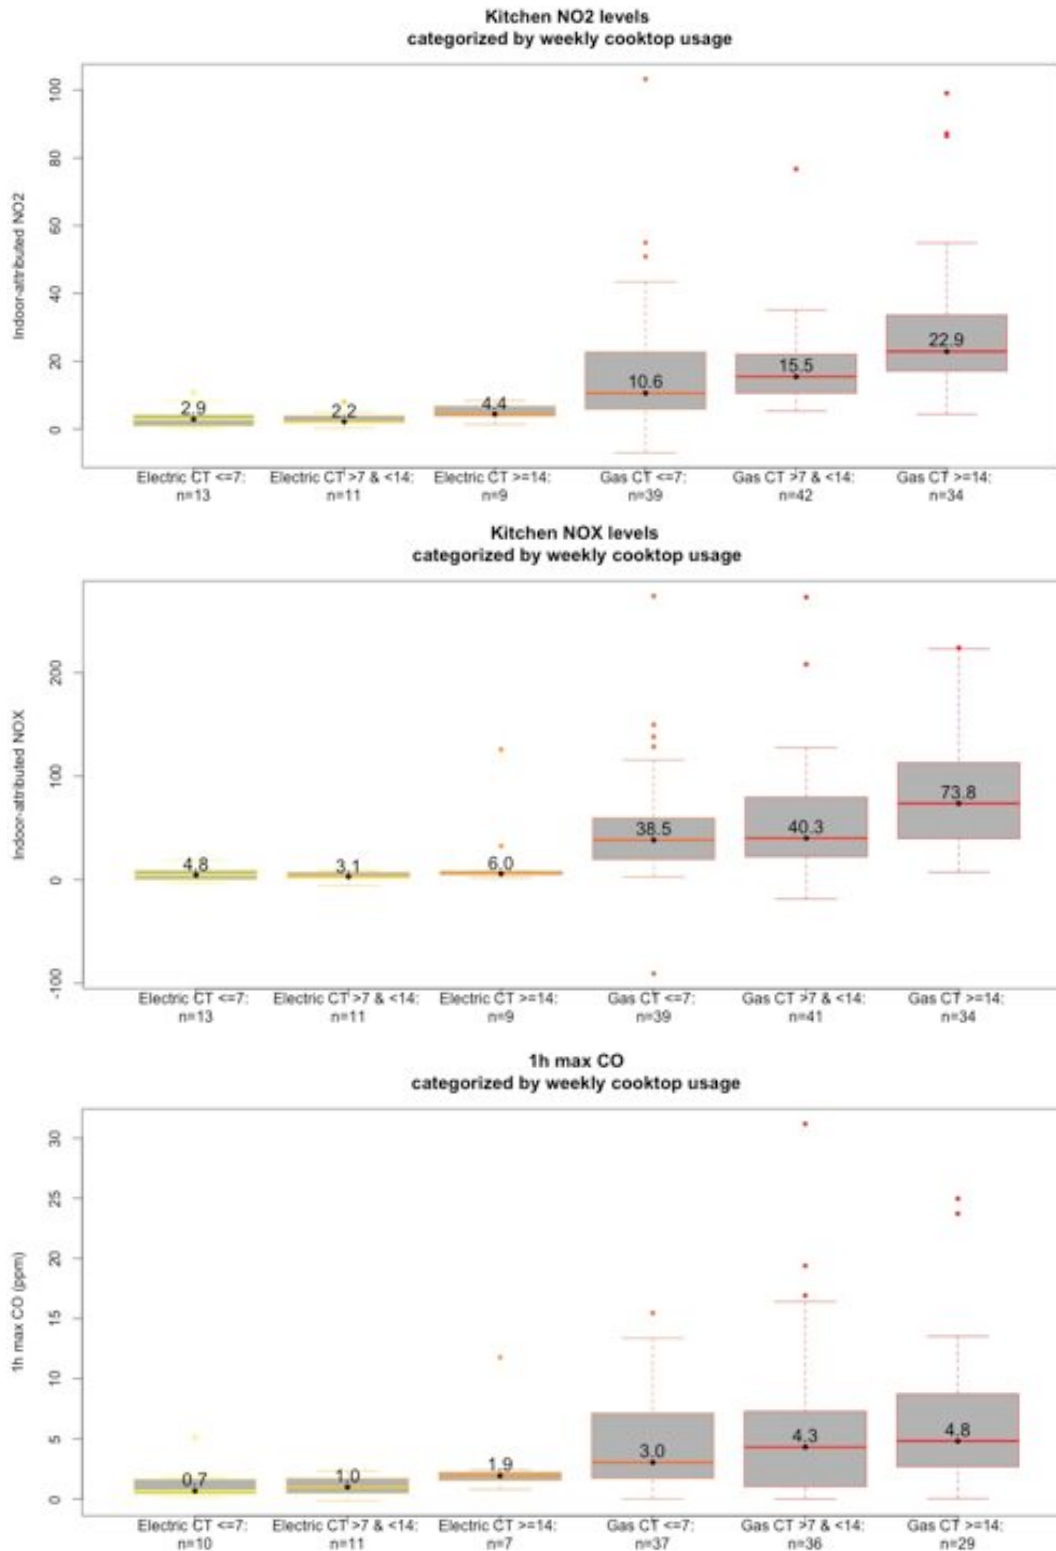 Kitchen NO2 levels
categorized by weekly cooktop usage
Indoor-attributed NO2
100
80
60
40
20
0
2.9
2.2
4.4
10.6
15.5
22.9
Electric CT <=7: Electric CT >7 & <14: Electric CT >=14: Gas CT <=7: Gas CT >7 & <14: Gas CT >=14:
n=13 n=11 n=9 n=39 n=42 n=34
Kitchen NOX levels
categorized by weekly cooktop usage
Indoor-attributed NOX
200
100
0
-100
4.8
3.1
6.0
38.5
40.3
73.8
Electric CT <=7: Electric CT >7 & <14: Electric CT >=14: Gas CT <=7: Gas CT >7 & <14: Gas CT >=14:
n=13 n=11 n=9 n=39 n=41 n=34
1h max CO
categorized by weekly cooktop usage
1h max CO (ppm)
30
25
20
15
10
5
0
0.7
1.0
1.9
3.0
4.3
4.8
Electric CT <=7: Electric CT >7 & <14: Electric CT >=14: Gas CT <=7: Gas CT >7 & <14: Gas CT >=14:
n=10 n=11 n=7 n=37 n=36 n=29